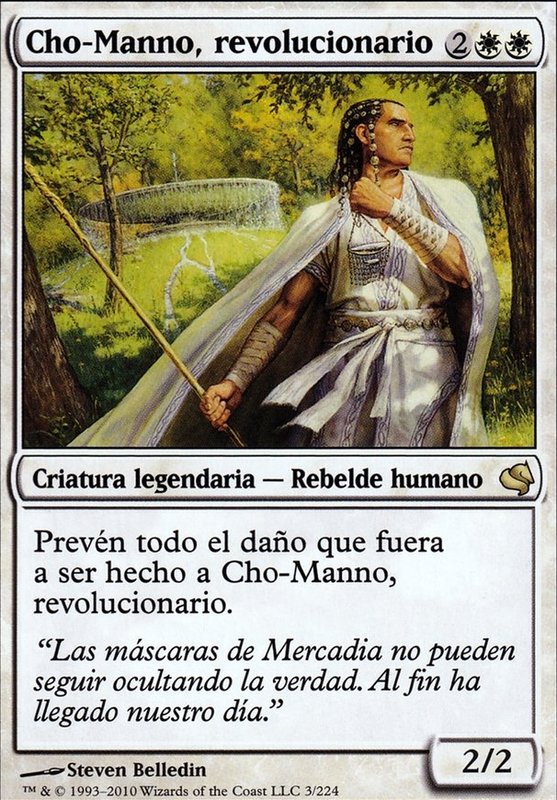 Cho-Manno, revolucionario 2
Criatura legendaria — Rebelde humano
Prevén todo el daño que fuera
a ser hecho a Cho-Manno,
revolucionario.
“Las máscaras de Mercadia no pueden
seguir ocultando la verdad. Al fin ha
llegado nuestro día.”
2/2
Steven Belledin
™ & © 1993–2010 Wizards of the Coast LLC 3/224